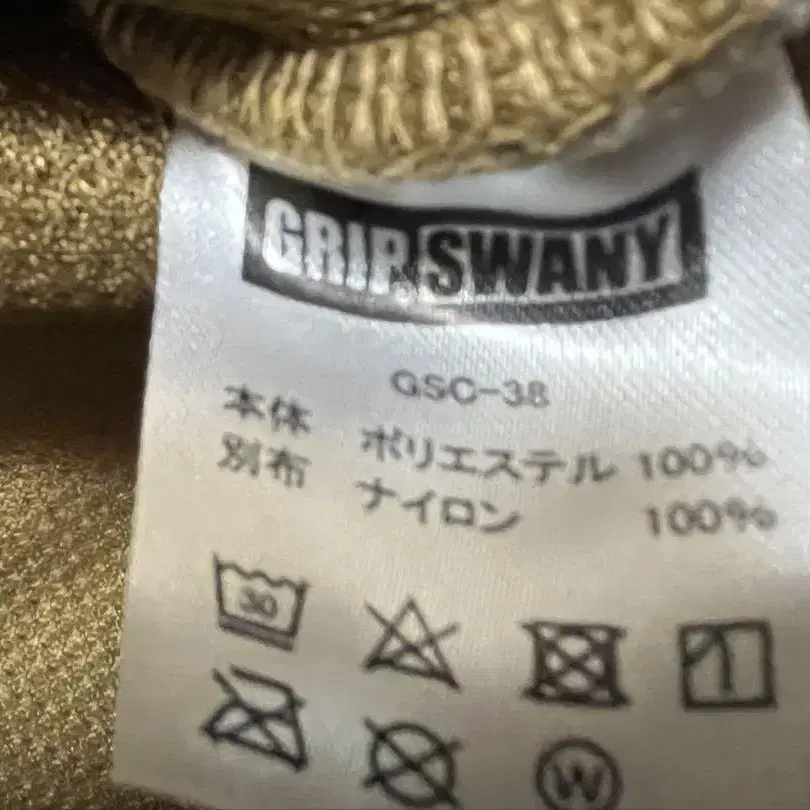 GRIP SWANY
GSC-38
本体 ポリエステル 100%
別布 ナイロン 100%
30
W